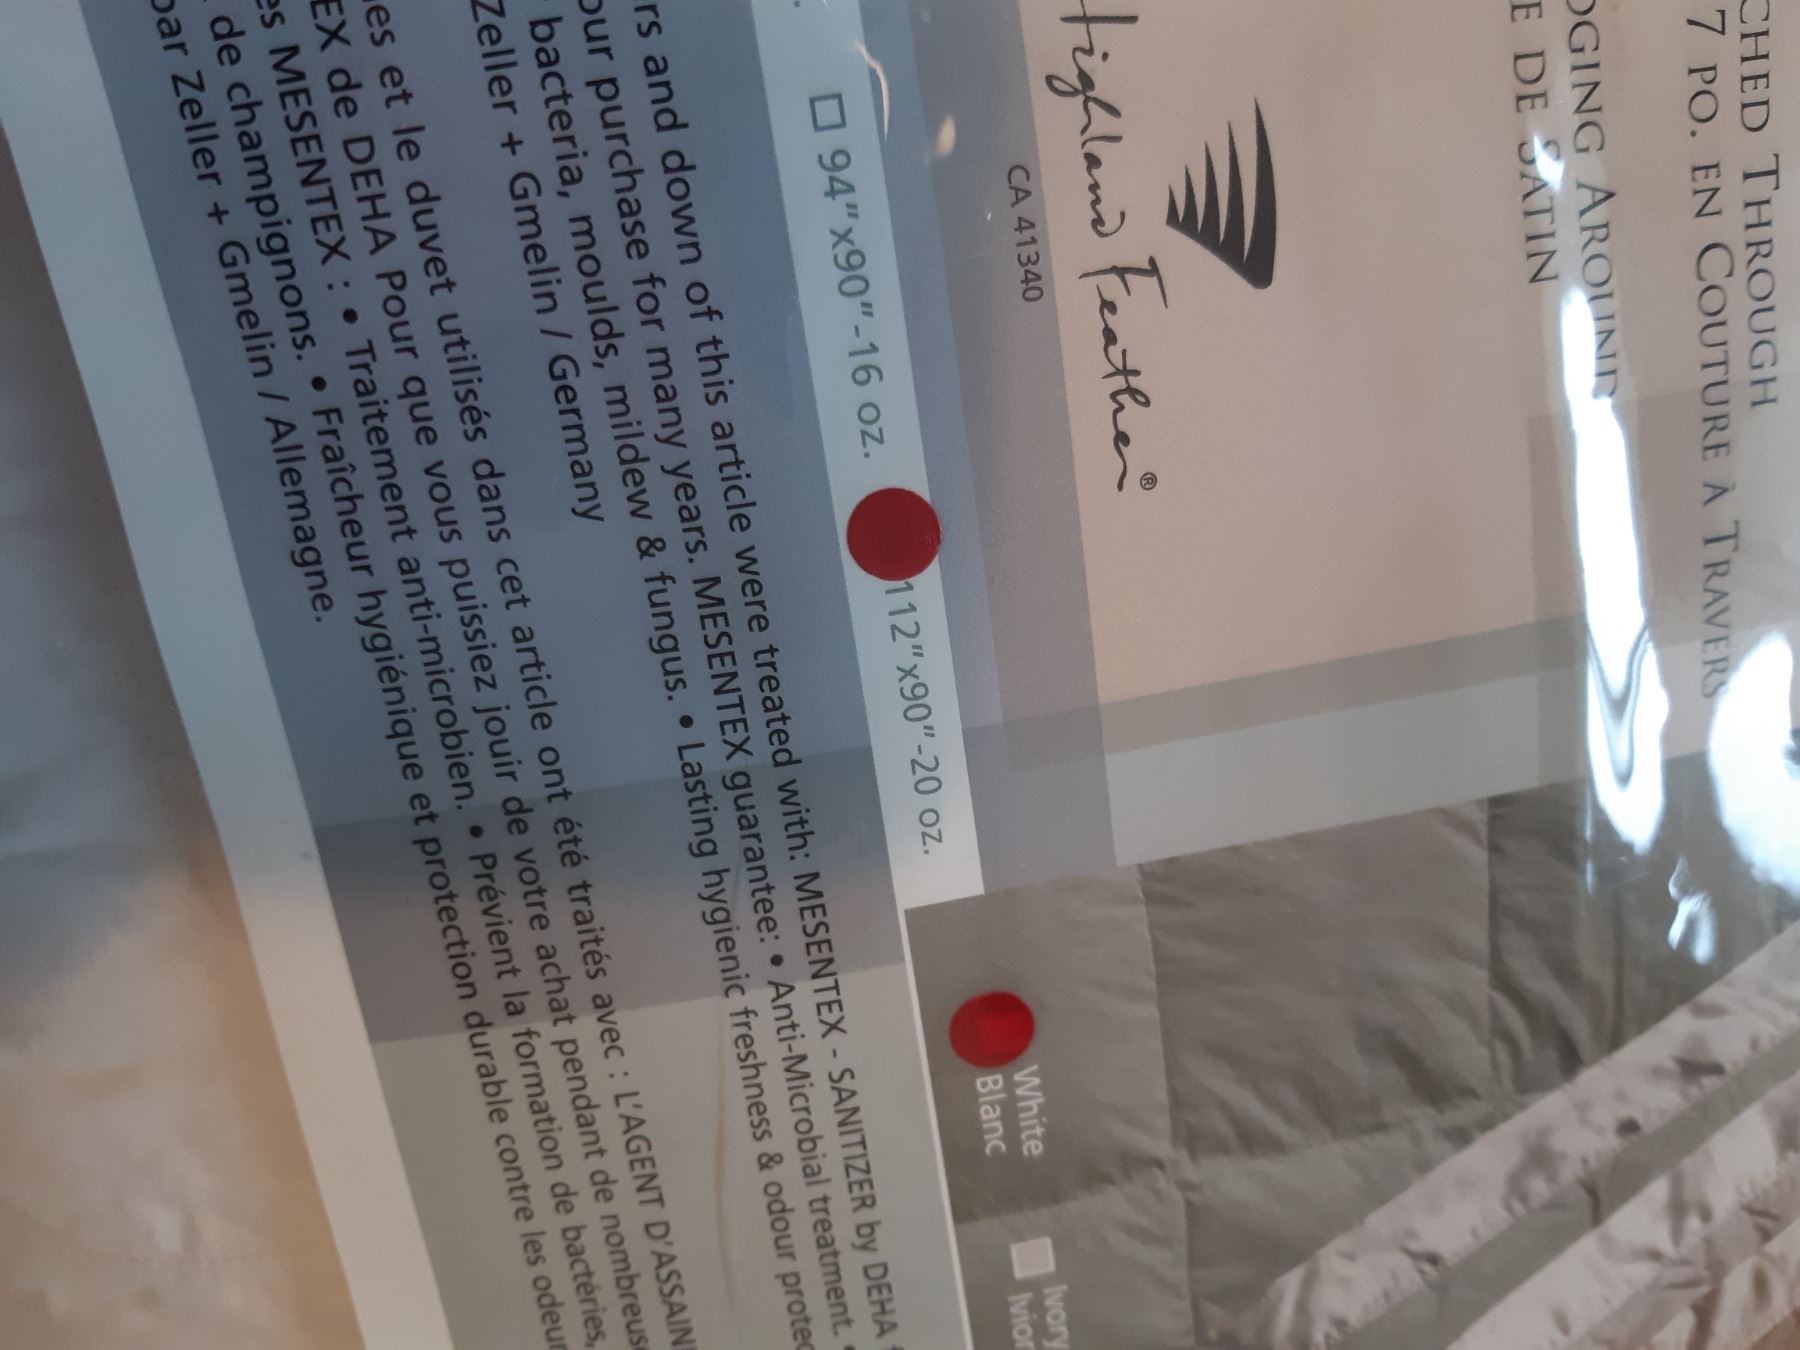 CHED THROUGH
7 PO. EN COUTURE À TRAVERS
DGING AROUND
E DE SATIN
Highland Feather®
CA 41340
94"x90"-16 oz. 112"x90"-20 oz.
White
Blanc
Ivory
Ivoir
rs and down of this article were treated with: MESENTEX - SANITIZER by DEHA
our purchase for many years. MESENTEX guarantee: • Anti-Microbial treatment. •
bacteria, moulds, mildew & fungus. • Lasting hygienic freshness & odour protec
Zeller + Gmelin / Germany
nes et le duvet utilisés dans cet article ont été traités avec : L'AGENT D'ASSAIN
EX de DEHA Pour que vous puissiez jouir de votre achat pendant de nombreus
es MESENTEX : • Traitement anti-microbien. • Prévient la formation de bactéries,
de champignons. • Fraîcheur hygiénique et protection durable contre les odeur
par Zeller + Gmelin / Allemagne.